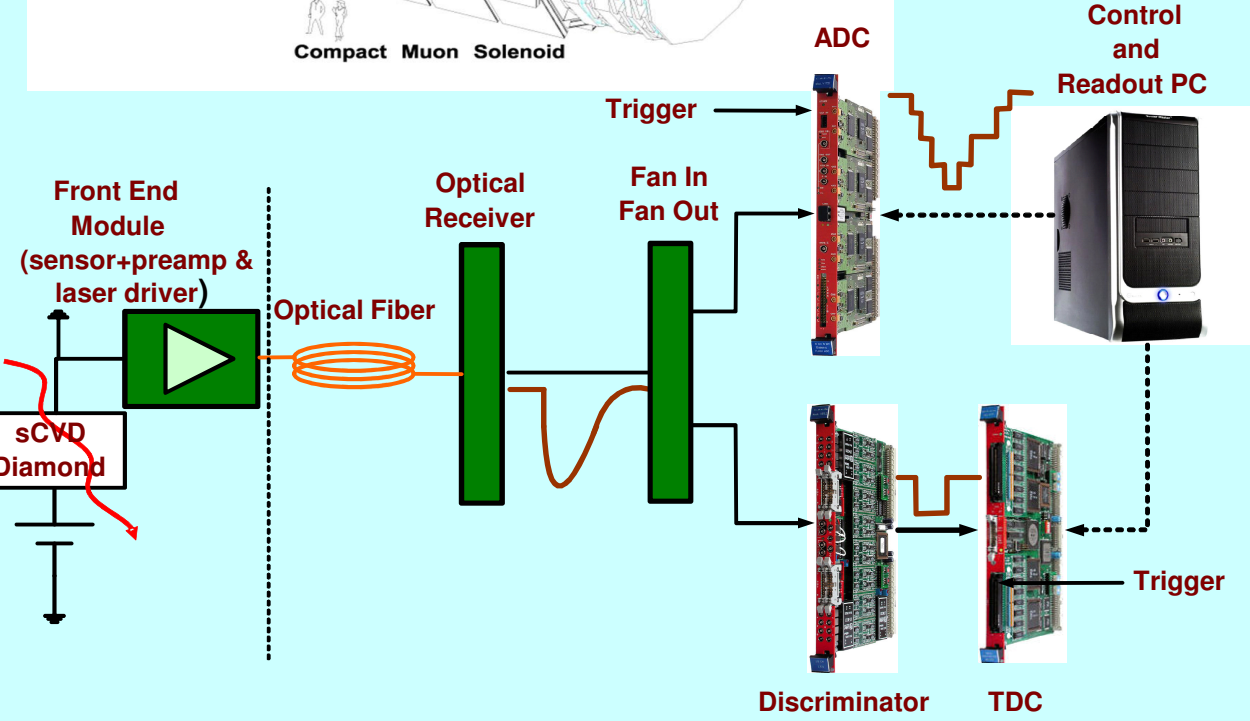 Compact Muon Solenoid
ADC
Control
and
Readout PC
Trigger
Front End
Module
(sensor+preamp &
laser driver)
Optical
Receiver
Fan In
Fan Out
Optical Fiber
sCVD
Diamond
Trigger
Discriminator
TDC